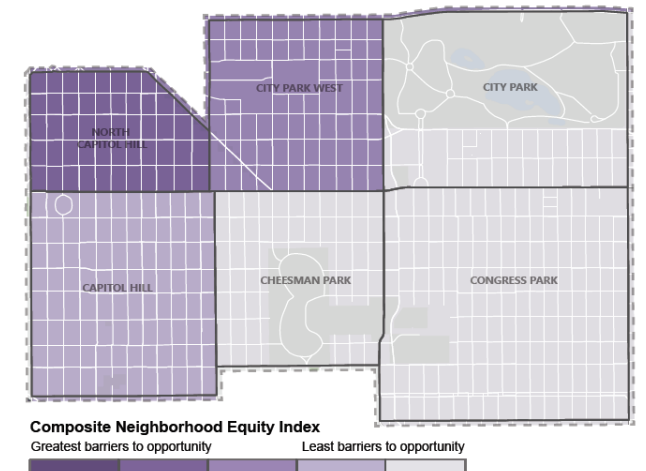 CITY PARK WEST
CITY PARK
NORTH
CAPITOL HILL
CAPITOL HILL
CHEESMAN PARK
CONGRESS PARK
Composite Neighborhood Equity Index
Greatest barriers to opportunity
Least barriers to opportunity